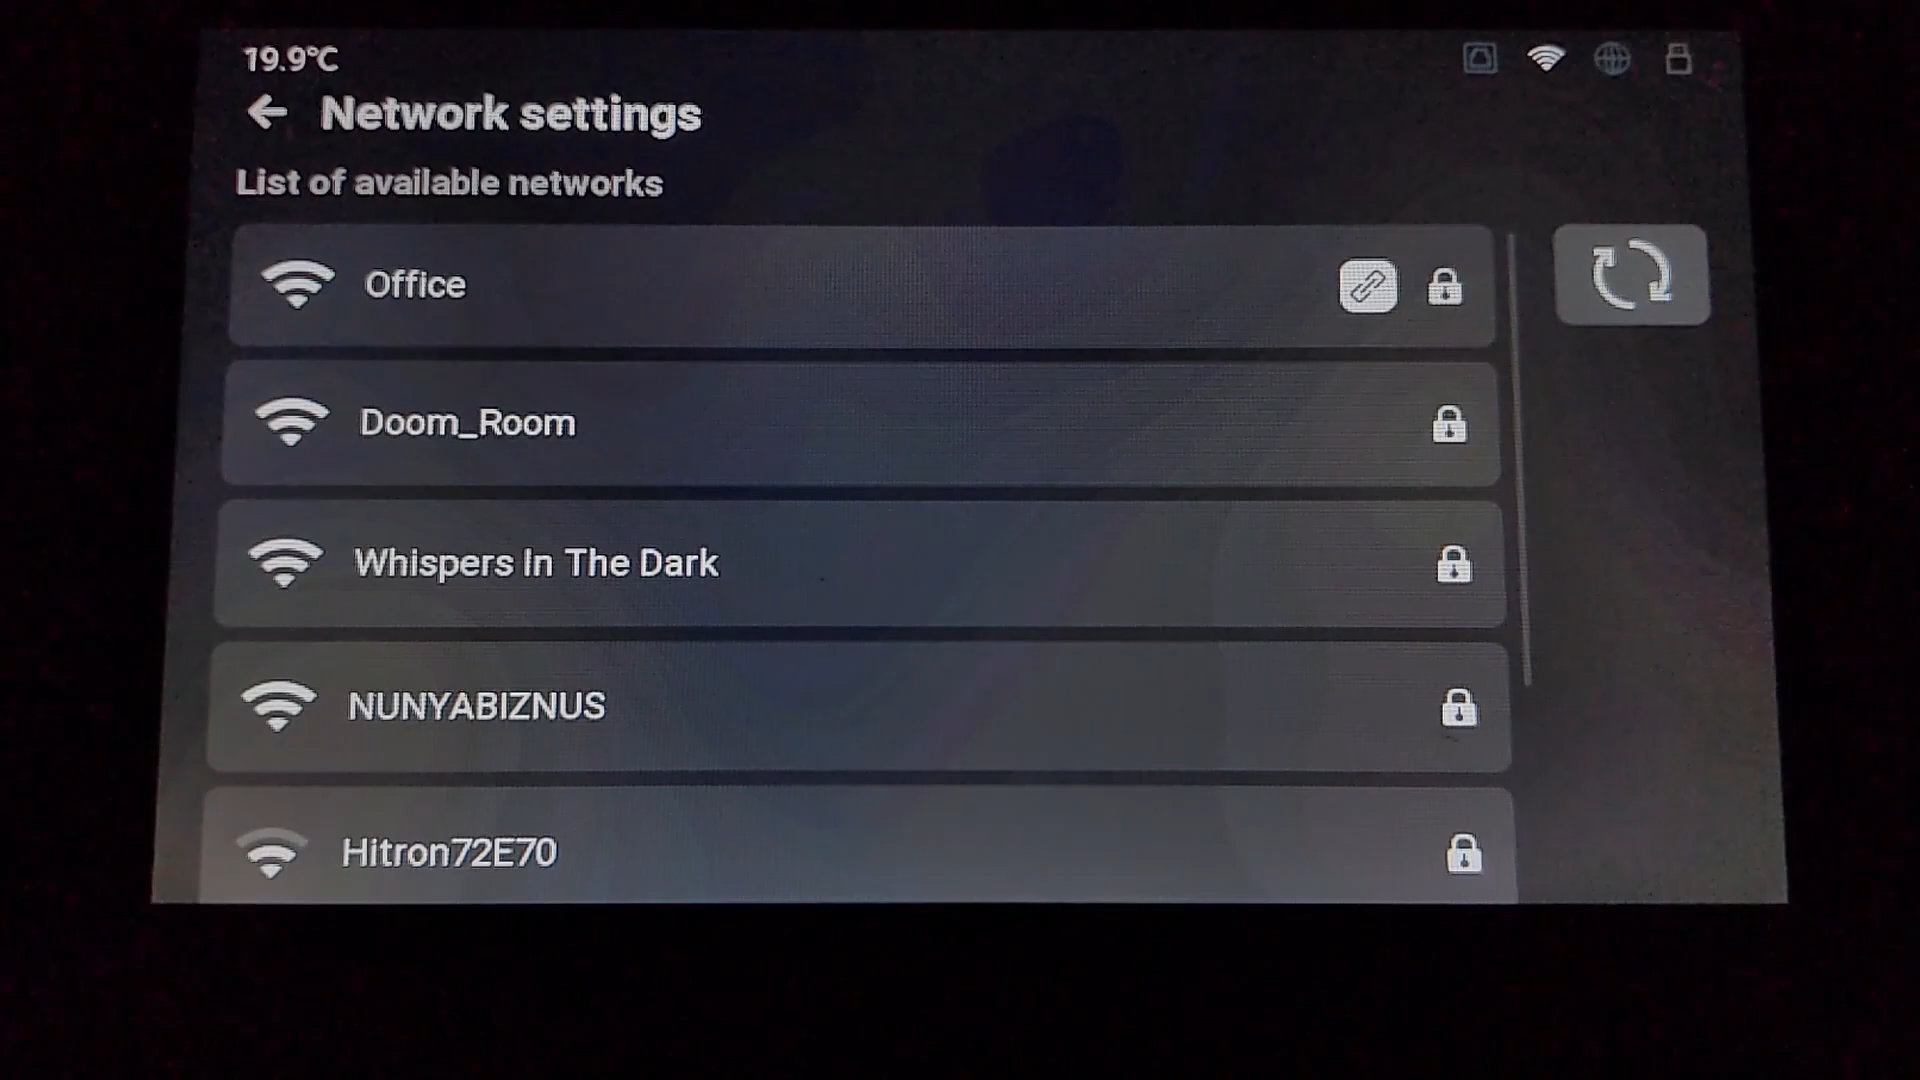 19.9°C
Network settings
List of available networks
Office
Doom_Room
Whispers In The Dark
NUNYABIZNUS
Hitron72E70